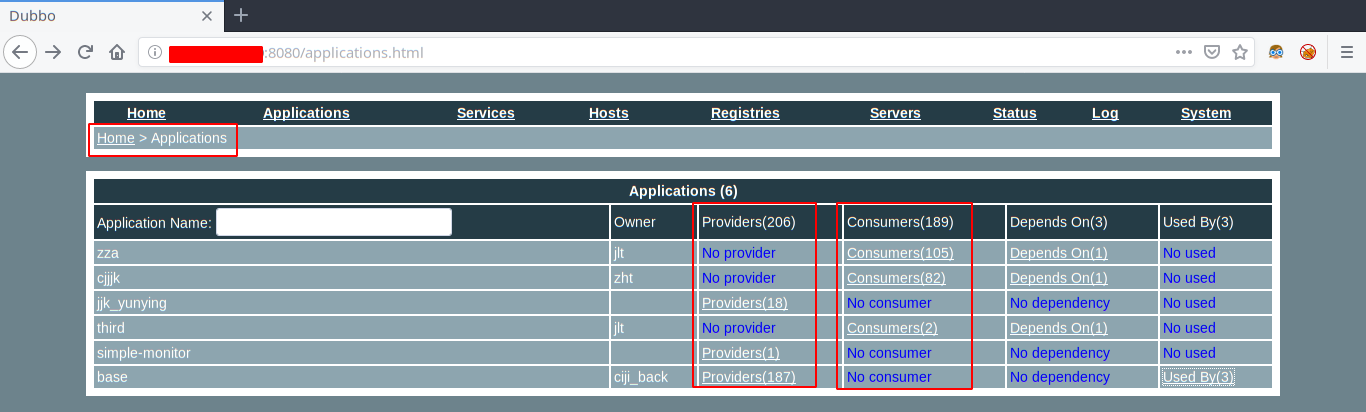 Dubbo
:8080/applications.html
Home Applications Services Hosts Registries Servers Status Log System
Home > Applications
Applications (6)
Application Name: Owner Providers(206) Consumers(189) Depends On(3) Used By(3)
zza jlt No provider Consumers(105) Depends On(1) No used
cjjjk zht No provider Consumers(82) Depends On(1) No used
jjk_yunying Providers(18) No consumer No dependency No used
third jlt No provider Consumers(2) Depends On(1) No used
simple-monitor Providers(1) No consumer No dependency No used
base ciji_back Providers(187) No consumer No dependency Used By(3)